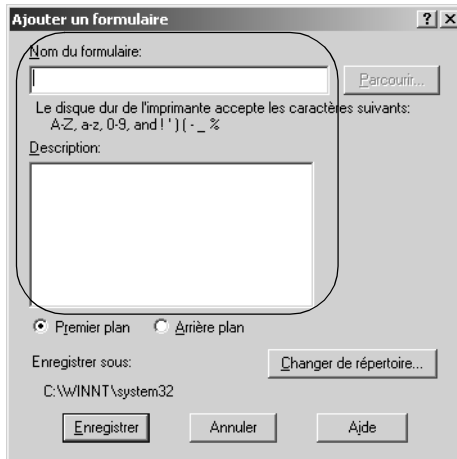 Ajouter un formulaire
Nom du formulaire:
Parcourir...
Le disque dur de l'imprimante accepte les caractères suivants:
A-Z, a-z, 0-9, and ! ' ) ( - _ %
Description:
Premier plan Arrière plan
Enregistrer sous:
Changer de répertoire...
C:\WINNT\system32
Enregistrer Annuler Aide